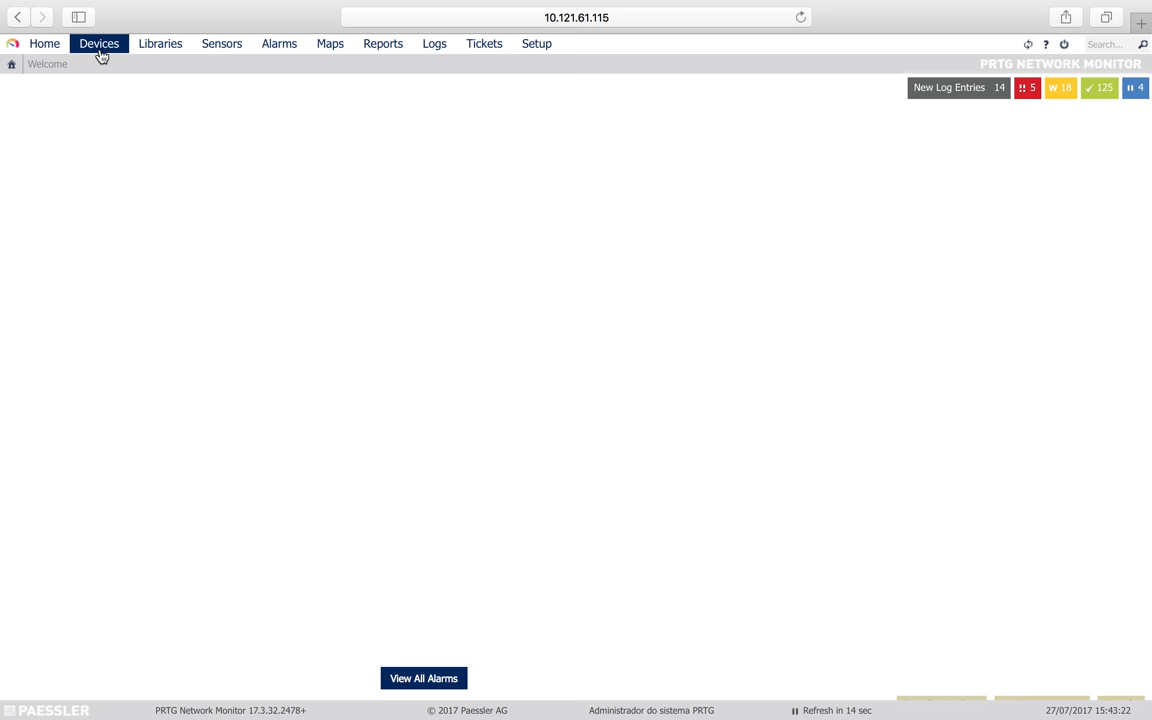 10.121.61.115
Home Devices Libraries Sensors Alarms Maps Reports Logs Tickets Setup ? Search...
Welcome PRTG NETWORK MONITOR
New Log Entries 14 !! 5 W 18 125 4
View All Alarms
PAESSLER PRTG Network Monitor 17.3.32.2478+ © 2017 Paessler AG Administrador do sistema PRTG Refresh in 14 sec 27/07/2017 15:43:22